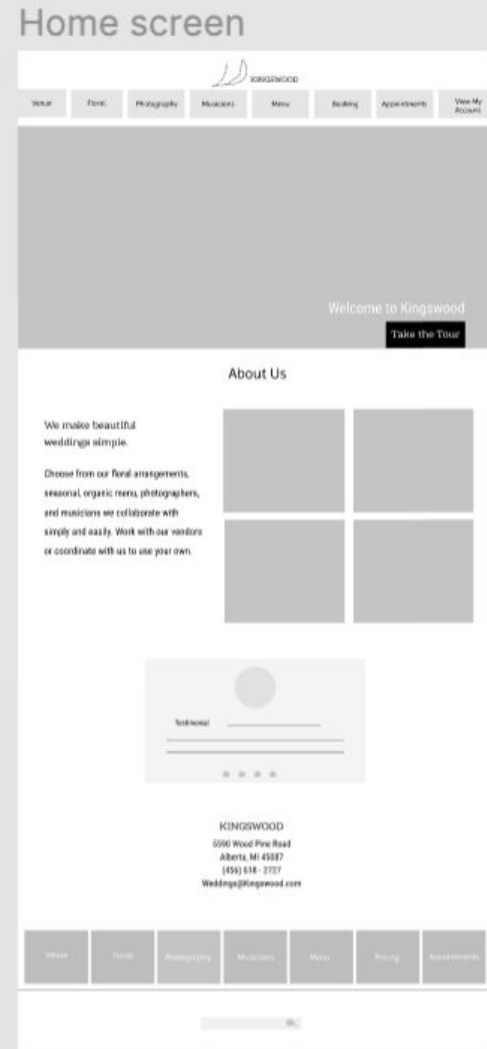 Home screen
KINGSWOOD
Venue Floral Photography Musicians Menu Booking Appointments View My
Account
Welcome to Kingswood
Take the Tour
About Us
We make beautiful
weddings simple.
Choose from our floral arrangements,
seasonal, organic menu, photographers,
and musicians we collaborate with
simply and easily. Work with our vendors
or coordinate with us to use your own.
Testimonial
KINGSWOOD
5590 Wood Pine Road
Alberta, MI 45087
(456) 618 - 2727
Weddings@Kingswood.com
Venue Floral Photography Musicians Menu Pricing Appointments